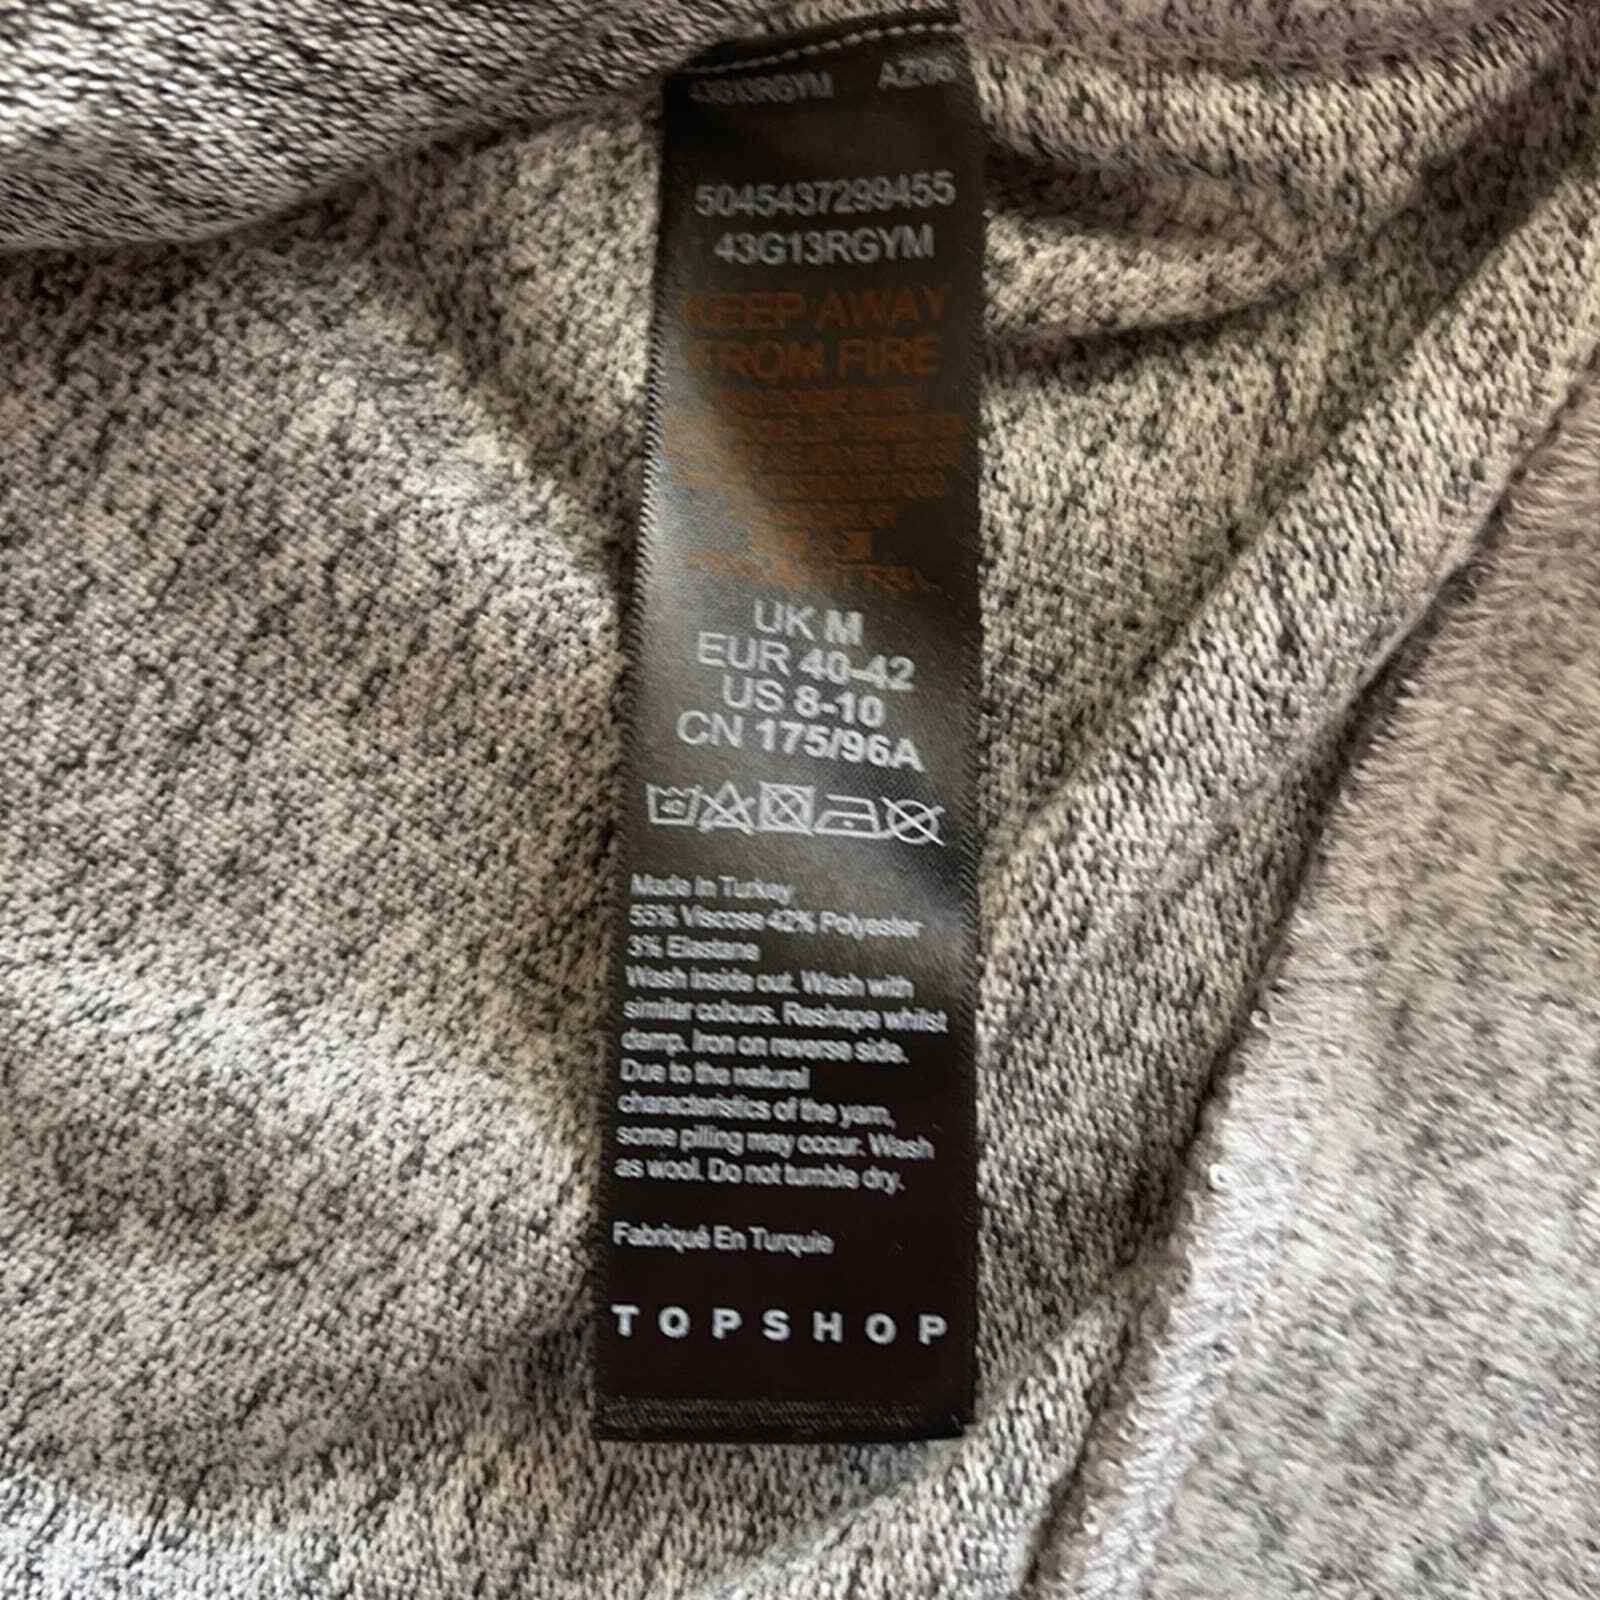 43G13RGYM
5045437299455
43G13RGYM
KEEP AWAY
FROM FIRE
UK M
EUR 40-42
US 8-10
CN 175/96A
Made In Turkey
55% Viscose 42% Polyester
3% Elastane
Wash inside out. Wash with
similar colours. Reshape whilst
damp. Iron on reverse side.
Due to the natural
characteristics of the yarn,
some pilling may occur. Wash
as wool. Do not tumble dry.
Fabriqué En Turquie
TOPSHOP